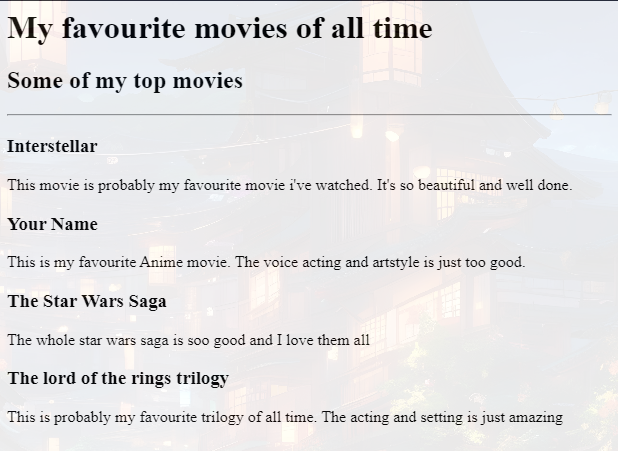 My favourite movies of all time
Some of my top movies
Interstellar
This movie is probably my favourite movie i've watched. It's so beautiful and well done.
Your Name
This is my favourite Anime movie. The voice acting and artstyle is just too good.
The Star Wars Saga
The whole star wars saga is soo good and I love them all
The lord of the rings trilogy
This is probably my favourite trilogy of all time. The acting and setting is just amazing